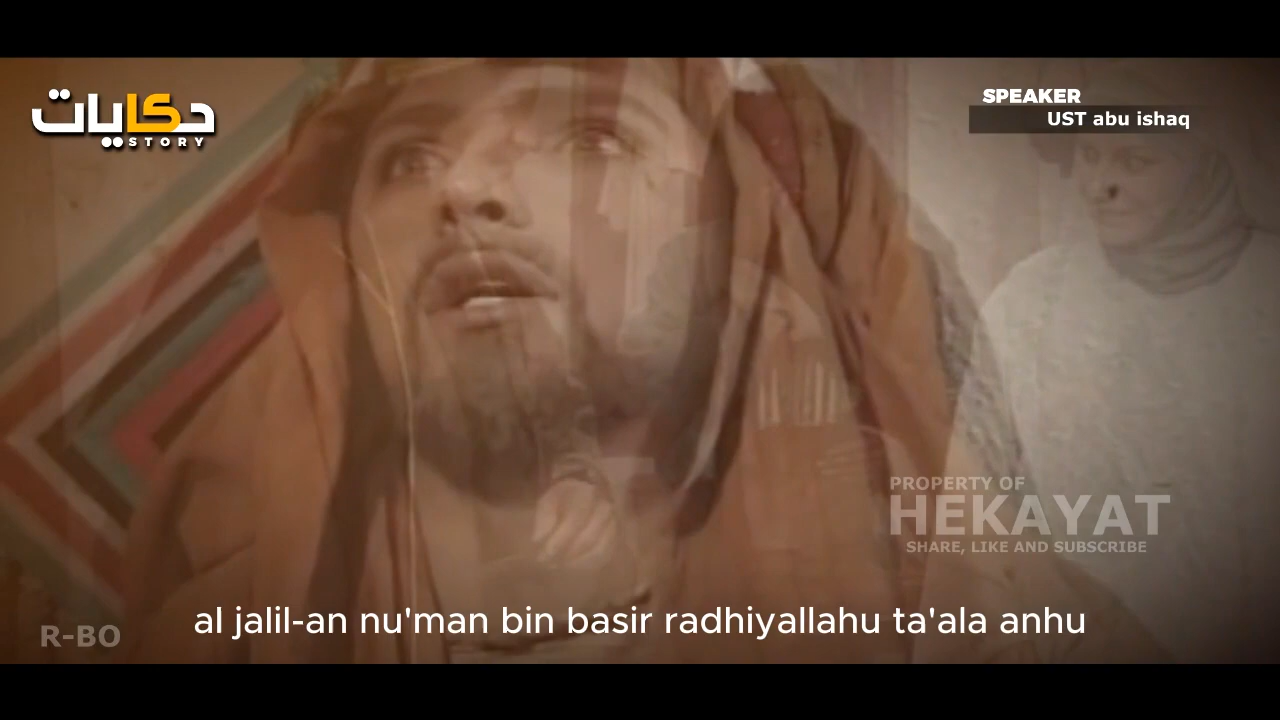 حكايات
STORY
SPEAKER
UST abu ishaq
PROPERTY OF
HEKAYAT
SHARE, LIKE AND SUBSCRIBE
al jalil-an nu'man bin basir radhiyallahu ta'ala anhu
R-BO